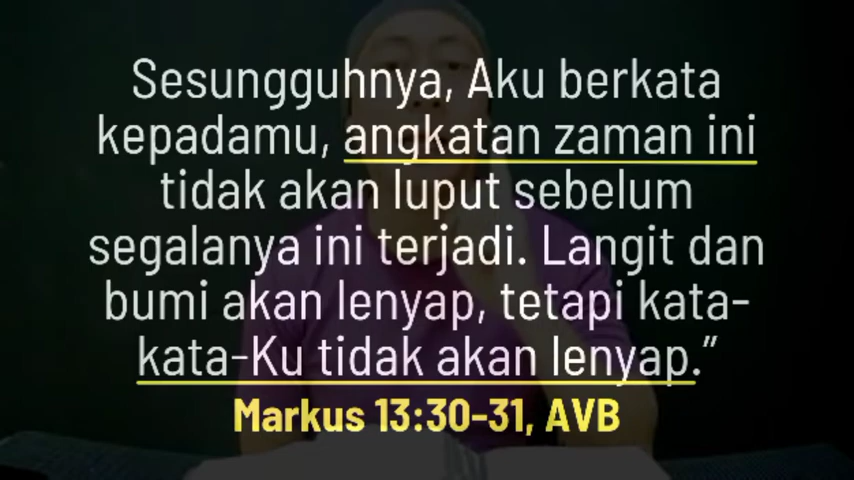 Sesungguhnya, Aku berkata
kepadamu, angkatan zaman ini
tidak akan luput sebelum
segalanya ini terjadi. Langit dan
bumi akan lenyap, tetapi kata-
kata-Ku tidak akan lenyap.”
Markus 13:30-31, AVB